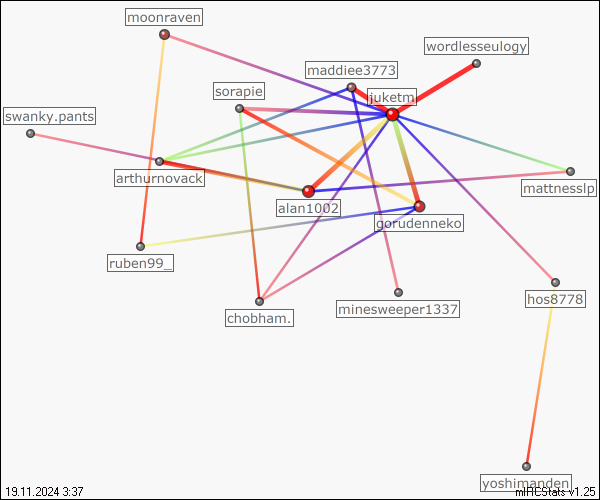 moonraven
wordlesseulogy
maddiee3773
sorapie
juketm
swanky.pants
arthurnovack
mattnesslp
alan1002
gorudenneko
ruben99_
hos8778
minesweeper1337
chobham.
yoshimanden
19.11.2024 3:37
mIRCStats v1.25